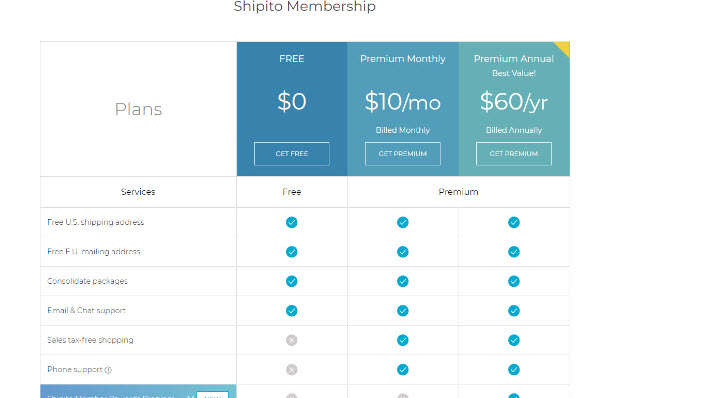 Shipito Membership
Plans
FREE
$0
GET FREE
Premium Monthly
$10/mo
Billed Monthly
GET PREMIUM
Premium Annual
Best Value!
$60/yr
Billed Annually
GET PREMIUM
Services
Free
Premium
Free U.S. shipping address
Free E.U. mailing address
Consolidate packages
Email & Chat support
Sales tax-free shopping
Phone support